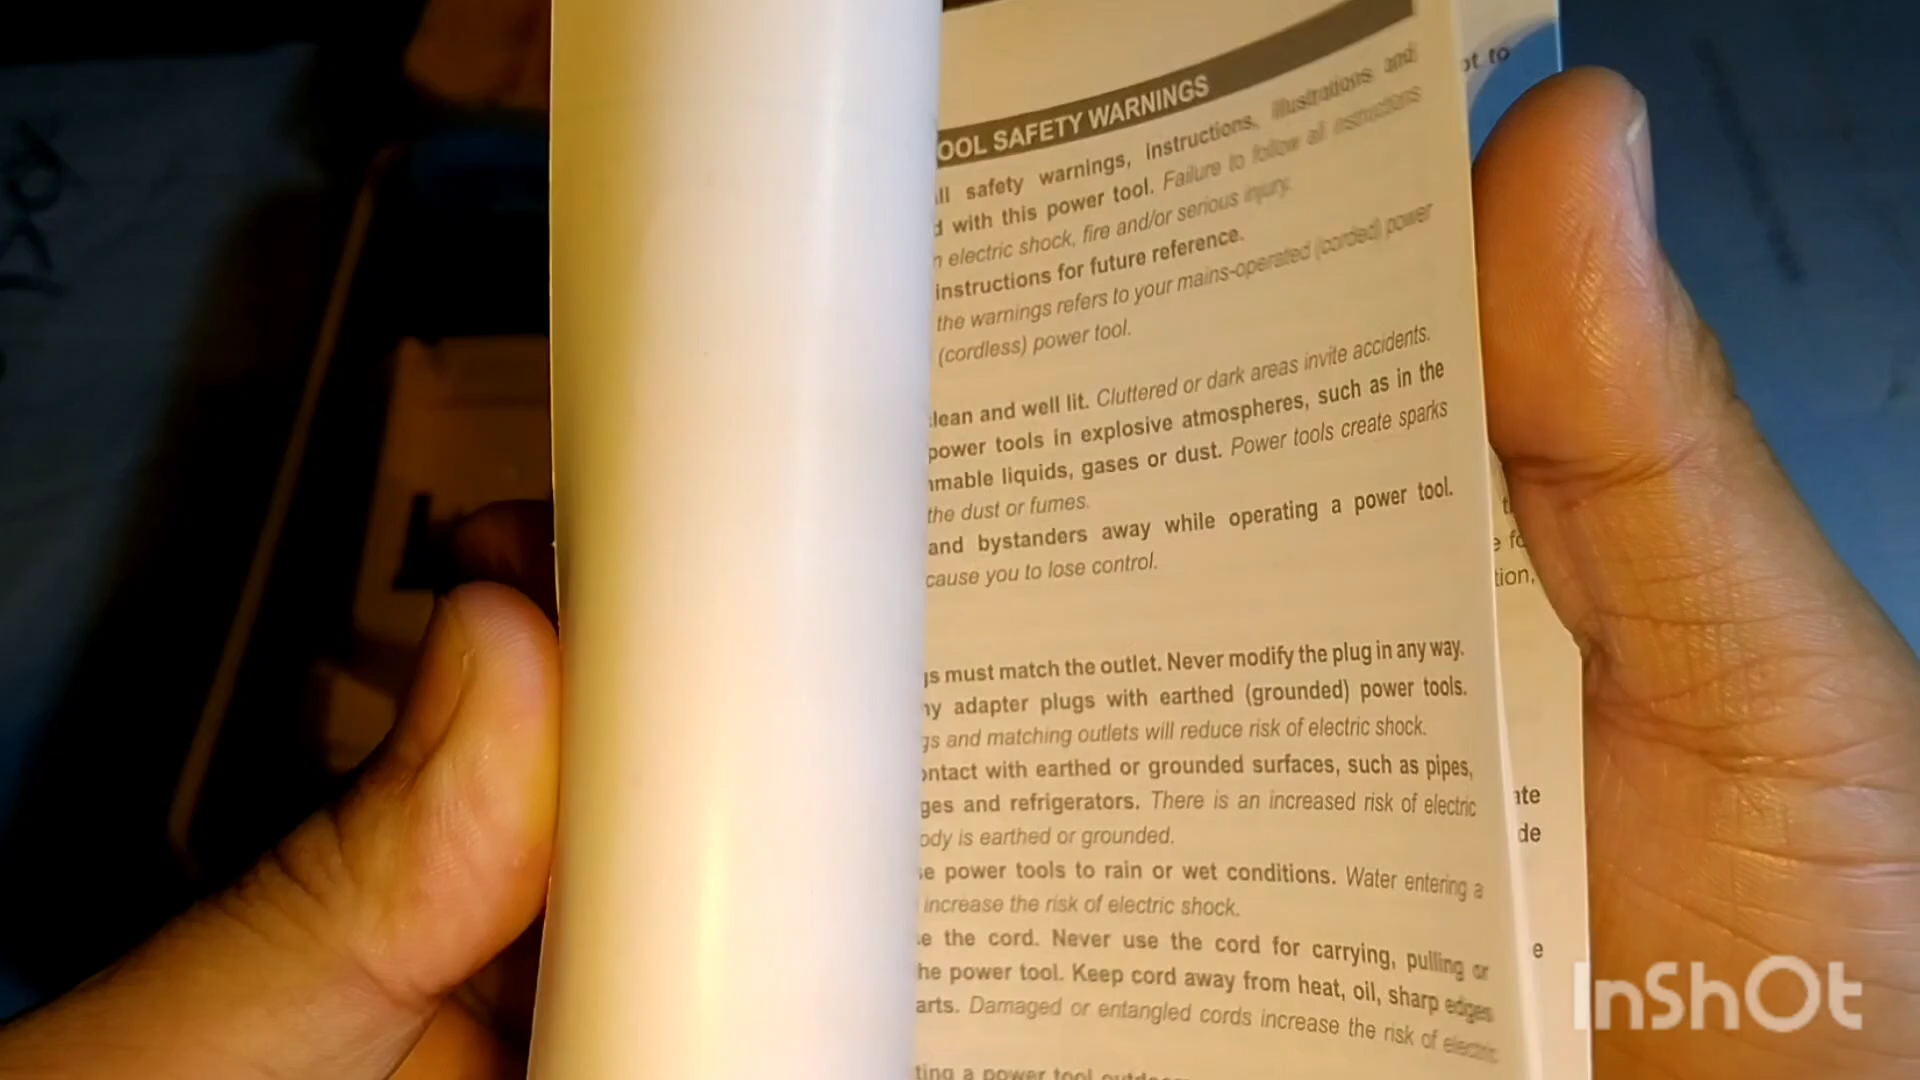 OOL SAFETY WARNINGS
ll safety warnings, instructions, illustrations and
d with this power tool. Failure to follow all instructions
n electric shock, fire and/or serious injury.
instructions for future reference.
the warnings refers to your mains-operated (corded) power
(cordless) power tool.
lean and well lit. Cluttered or dark areas invite accidents.
power tools in explosive atmospheres, such as in the
mable liquids, gases or dust. Power tools create sparks
the dust or fumes.
and bystanders away while operating a power tool.
cause you to lose control.
gs must match the outlet. Never modify the plug in any way.
ny adapter plugs with earthed (grounded) power tools.
gs and matching outlets will reduce risk of electric shock.
ontact with earthed or grounded surfaces, such as pipes,
ges and refrigerators. There is an increased risk of electric
ody is earthed or grounded.
se power tools to rain or wet conditions. Water entering a
increase the risk of electric shock.
e the cord. Never use the cord for carrying, pulling or
he power tool. Keep cord away from heat, oil, sharp edges
arts. Damaged or entangled cords increase the risk of electric
ting a power tool
ot to
e fo
tion,
ate
de
e
InShOt